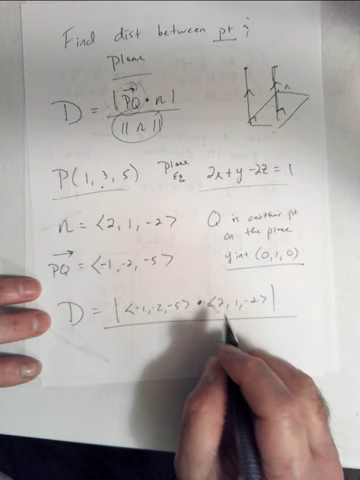 Find dist between pt &
plane
D = |PQ • n| / ||n||
P(1, 3, 5) plane Eq 2x + y - 2z = 1
n = <2, 1, -2> Q is another pt
on the plane
PQ = <-1, -2, -5> (0, 1, 0)
D = |<-1, -2, -5> • <2, 1, -2>|